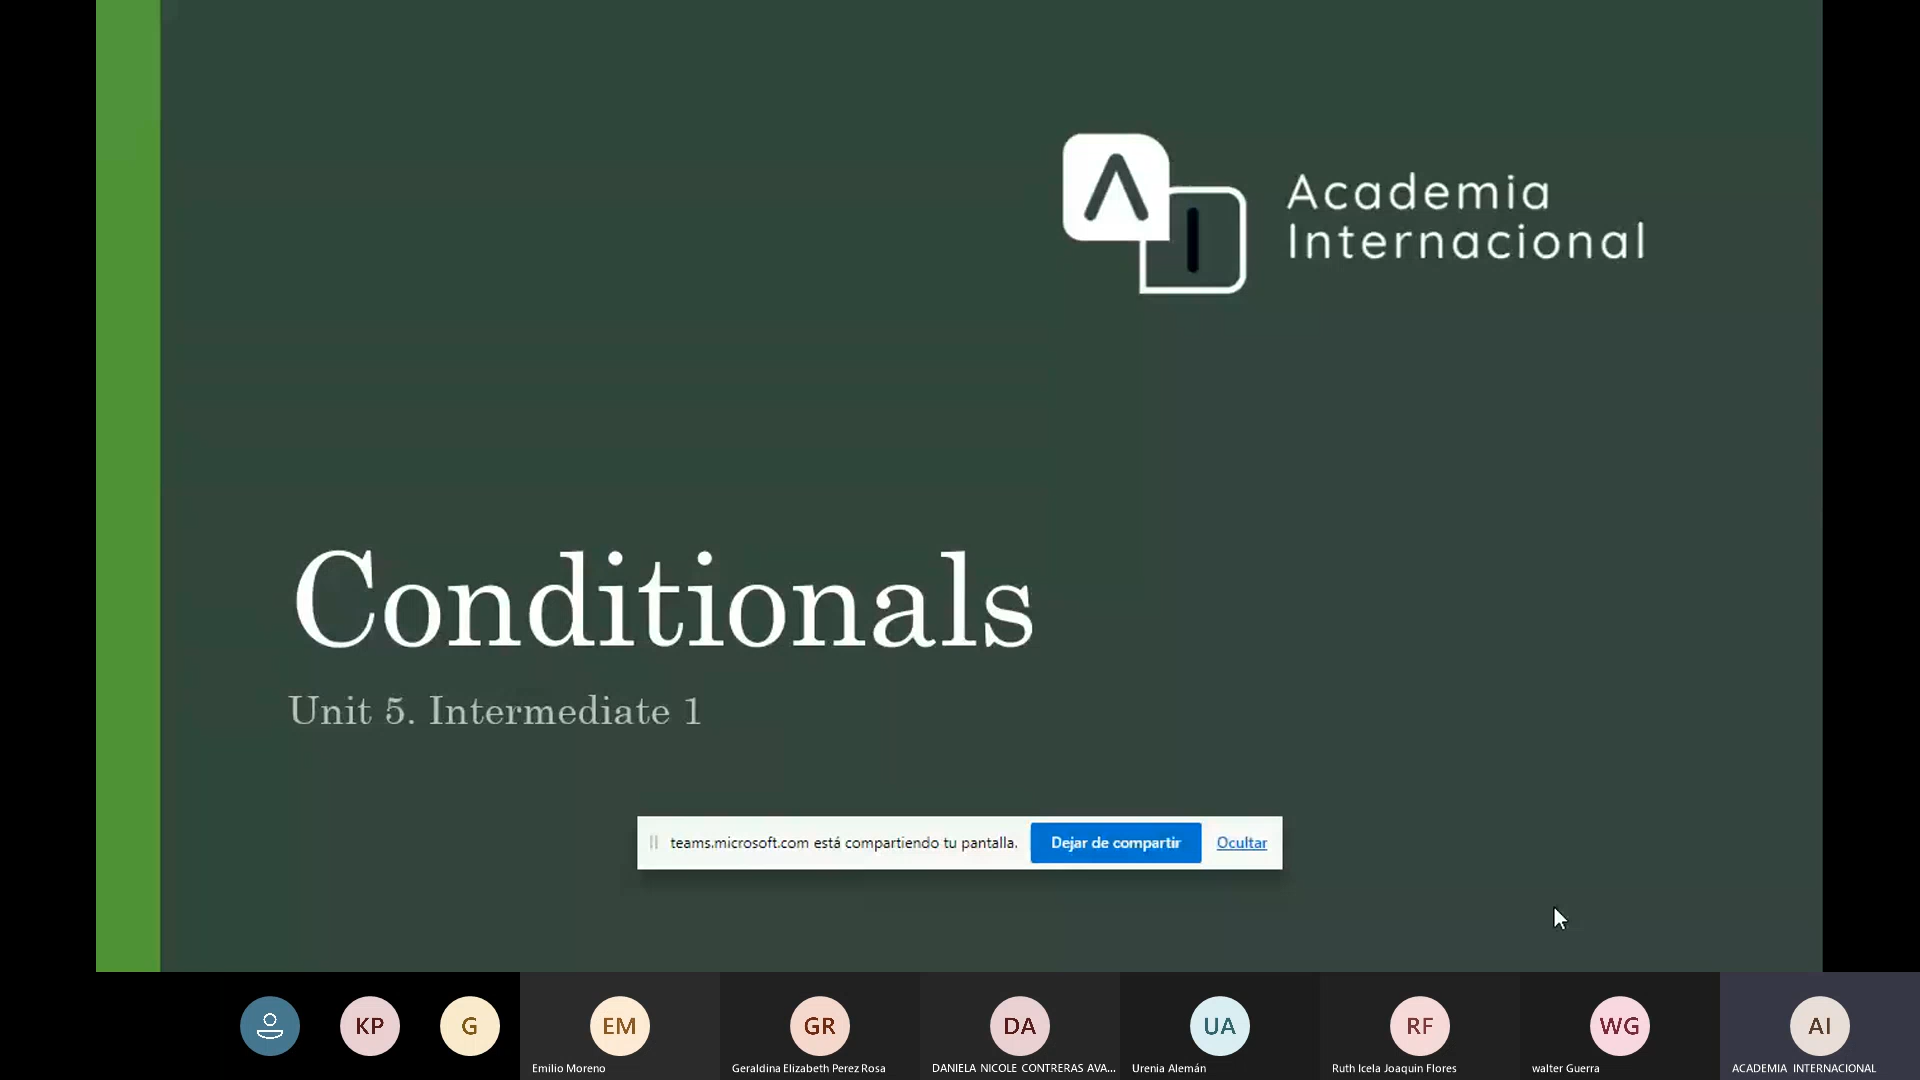 Academia
Internacional
Conditionals
Unit 5. Intermediate 1
teams.microsoft.com está compartiendo tu pantalla. Dejar de compartir Ocultar
KP G EM GR DA UA RF WG AI
Emilio Moreno Geraldina Elizabeth Perez Rosa DANIELA NICOLE CONTRERAS AVA... Urenia Alemán Ruth Icela Joaquin Flores walter Guerra ACADEMIA INTERNACIONAL